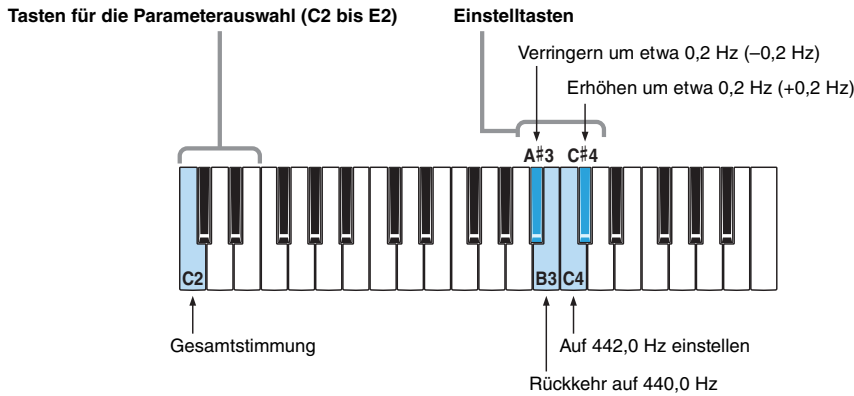 Tasten für die Parameterauswahl (C2 bis E2)
Einstelltasten
Verringern um etwa 0,2 Hz (–0,2 Hz)
Erhöhen um etwa 0,2 Hz (+0,2 Hz)
A♯3
C♯4
C2
B3
C4
Gesamtstimmung
Auf 442,0 Hz einstellen
Rückkehr auf 440,0 Hz